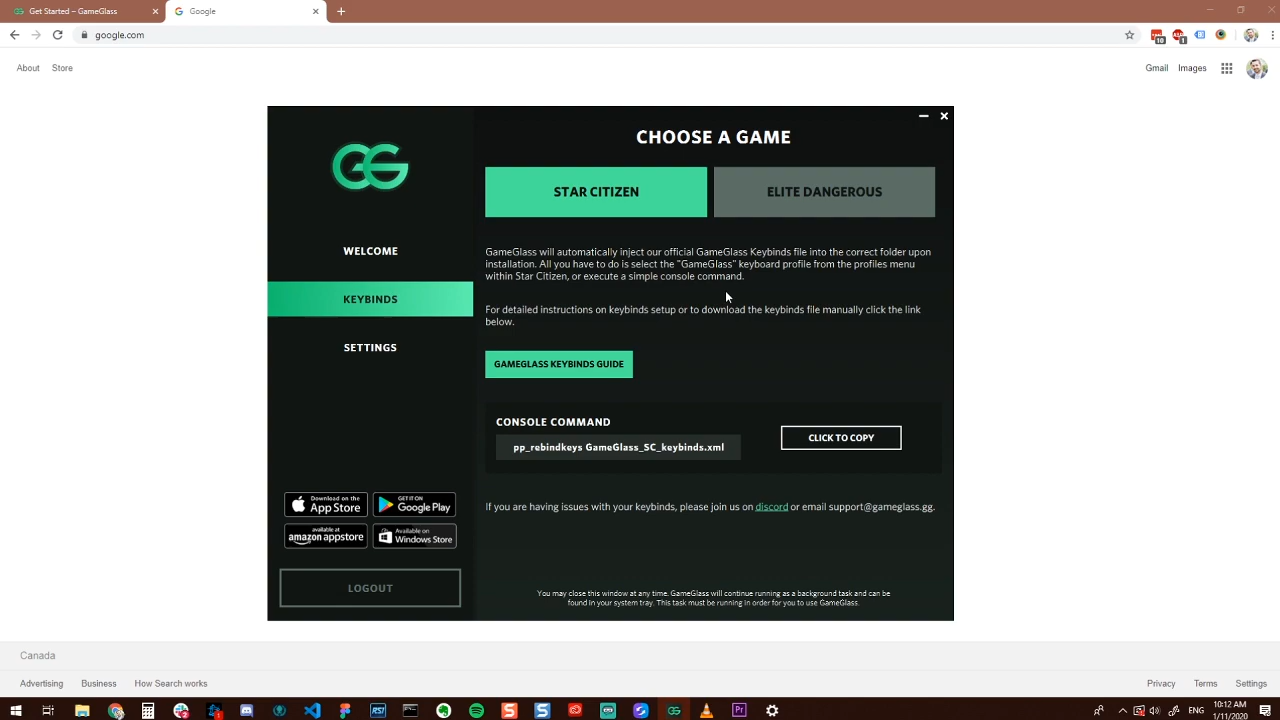 Get Started – GameGlass
Google
google.com
10
1
About
Store
Gmail
Images
GG
WELCOME
KEYBINDS
SETTINGS
Download on the
App Store
GET IT ON
Google Play
available at
amazon appstore
Available on
Windows Store
LOGOUT
CHOOSE A GAME
STAR CITIZEN
ELITE DANGEROUS
GameGlass will automatically inject our official GameGlass Keybinds file into the correct folder upon
installation. All you have to do is select the "GameGlass" keyboard profile from the profiles menu
within Star Citizen, or execute a simple console command.
For detailed instructions on keybinds setup or to download the keybinds file manually click the link
below.
GAMEGLASS KEYBINDS GUIDE
CONSOLE COMMAND
pp_rebindkeys GameGlass_SC_keybinds.xml
CLICK TO COPY
If you are having issues with your keybinds, please join us on discord or email support@gameglass.gg.
You may close this window at any time. GameGlass will continue running as a background task and can be
found in your system tray. This task must be running in order for you to use GameGlass.
Canada
Advertising
Business
How Search works
Privacy
Terms
Settings
RSI
S
S
Pr
ENG
10:12 AM
1/11/2020